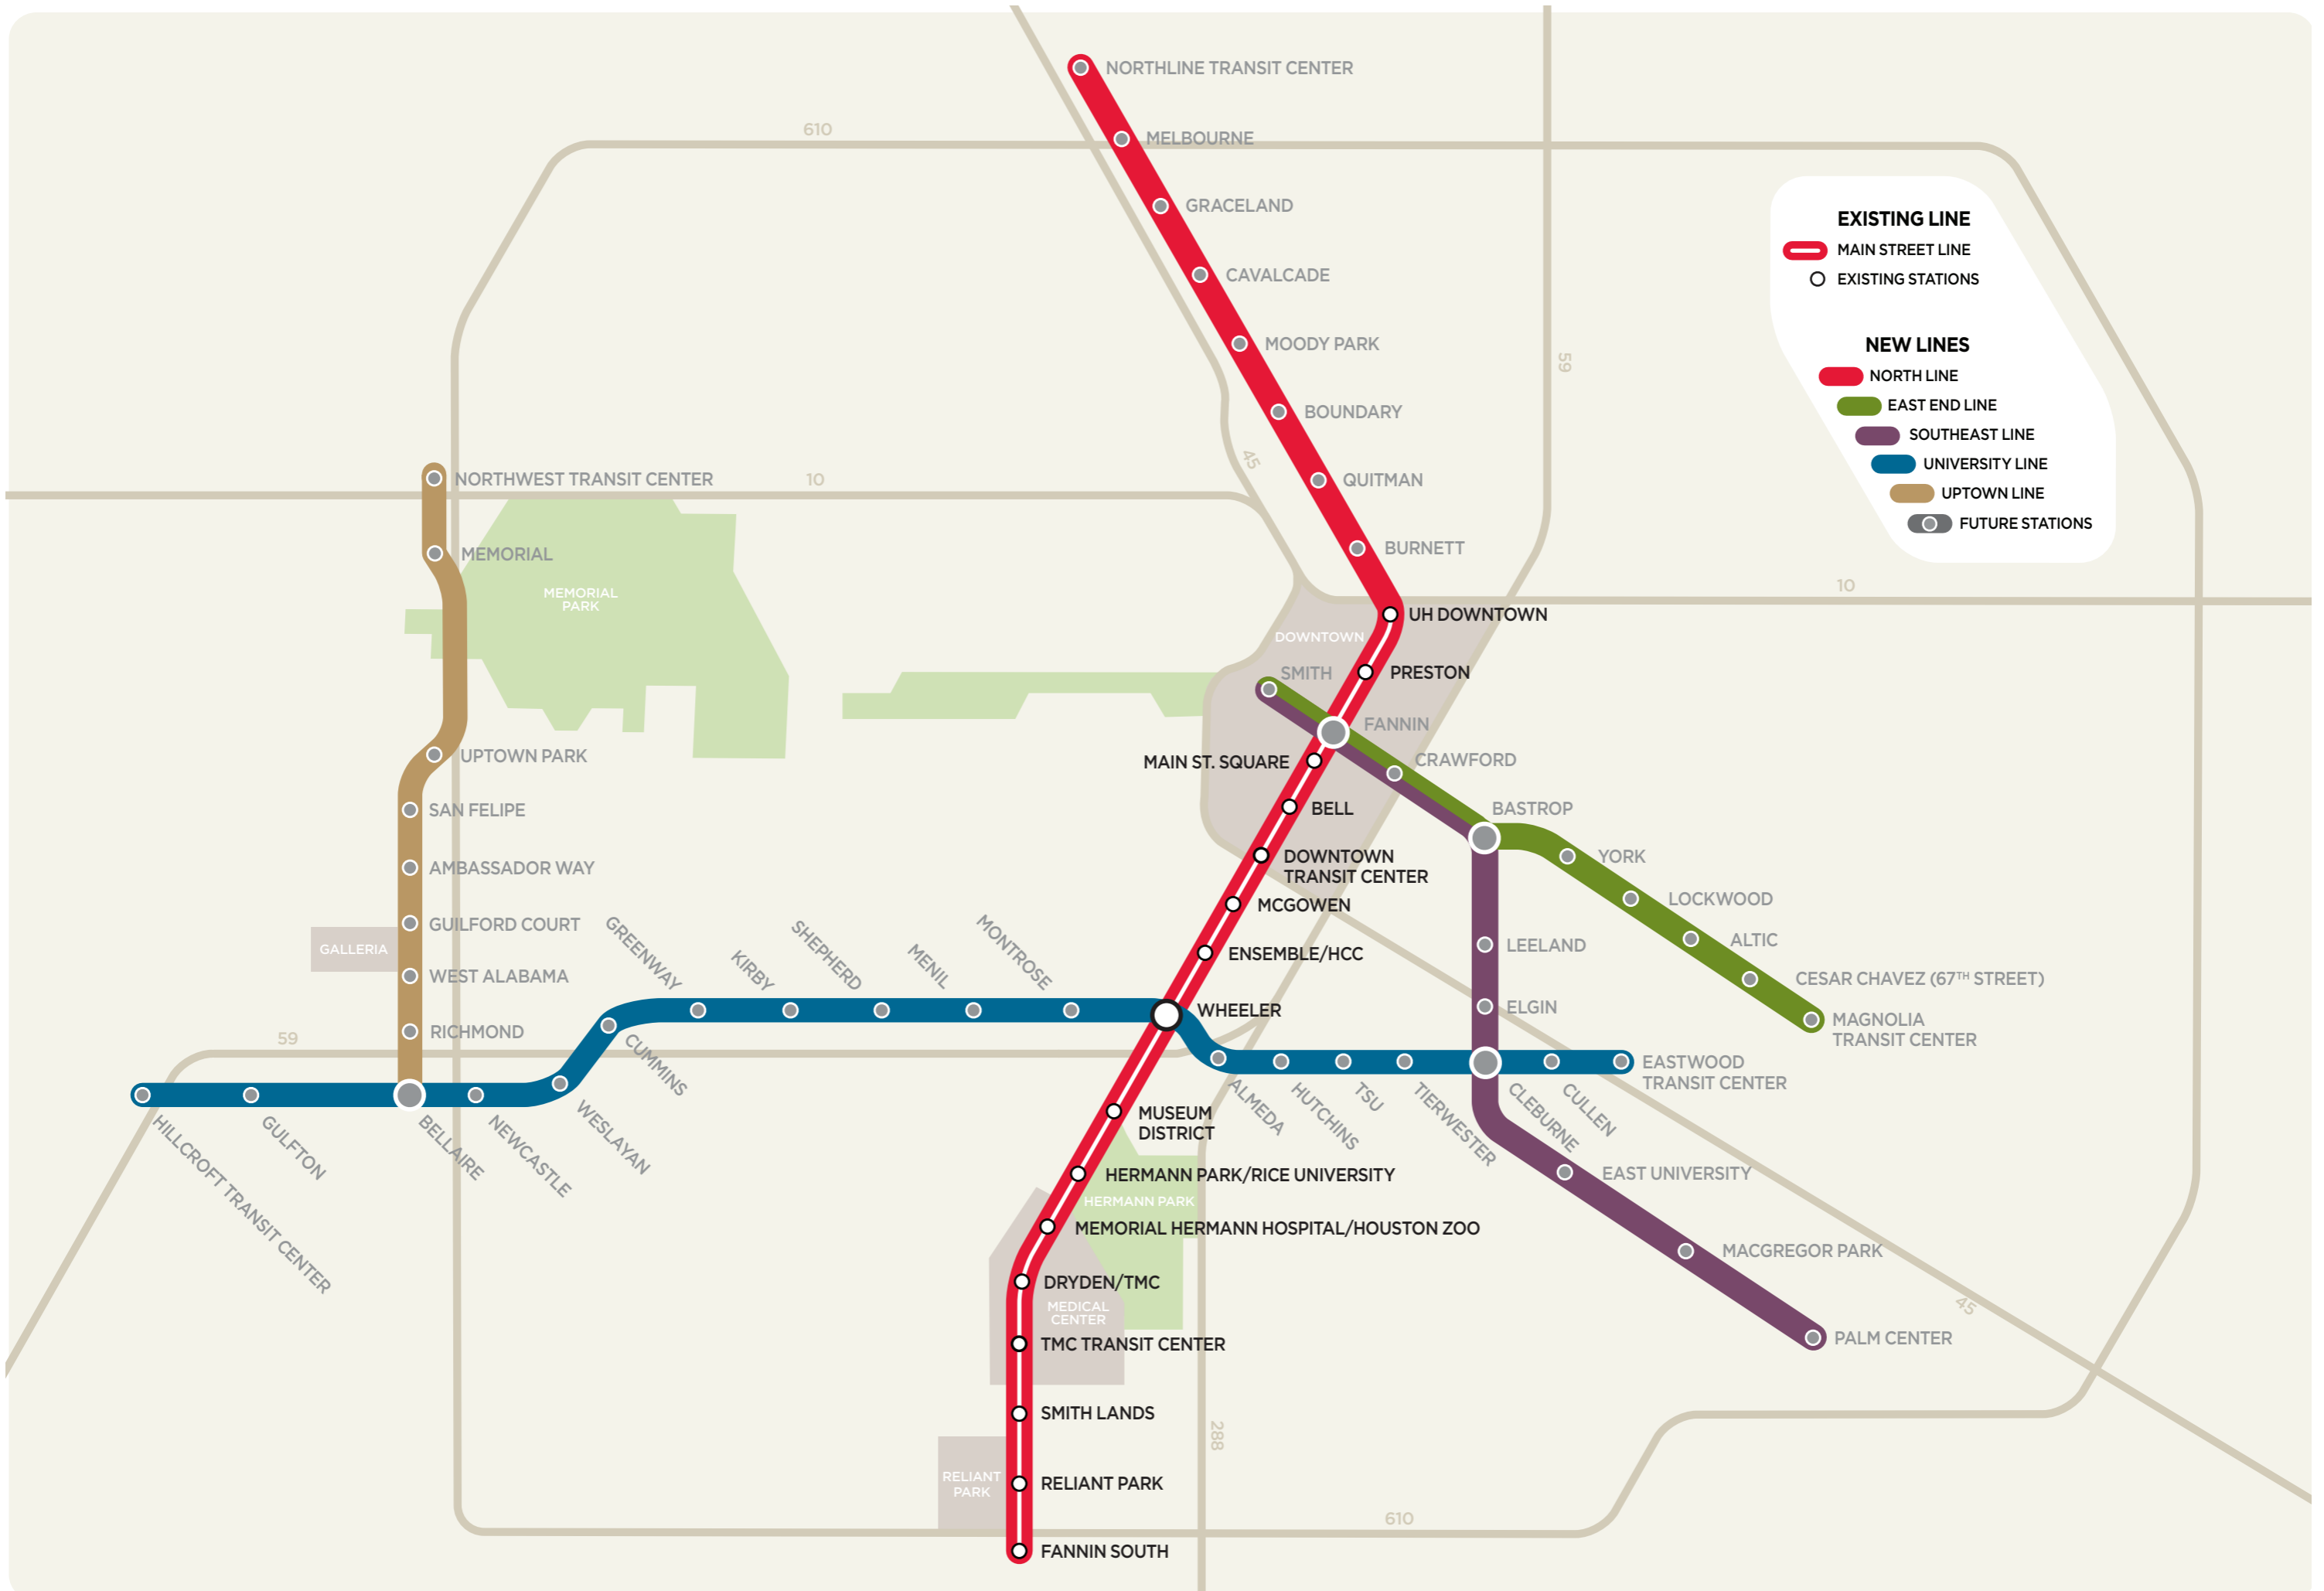 NORTHLINE TRANSIT CENTER
610
MELBOURNE
GRACELAND
CAVALCADE
MOODY PARK
BOUNDARY
45
59
QUITMAN
BURNETT
EXISTING LINE
MAIN STREET LINE
EXISTING STATIONS
NEW LINES
NORTH LINE
EAST END LINE
SOUTHEAST LINE
UNIVERSITY LINE
UPTOWN LINE
FUTURE STATIONS
NORTHWEST TRANSIT CENTER
10
MEMORIAL
MEMORIAL
PARK
10
UH DOWNTOWN
DOWNTOWN
SMITH
PRESTON
FANNIN
MAIN ST. SQUARE
CRAWFORD
BELL
BASTROP
DOWNTOWN
TRANSIT CENTER
YORK
MCGOWEN
LOCKWOOD
ENSEMBLE/HCC
LEELAND
ALTIC
CESAR CHAVEZ (67TH STREET)
ELGIN
MAGNOLIA
TRANSIT CENTER
UPTOWN PARK
SAN FELIPE
AMBASSADOR WAY
GUILFORD COURT
GALLERIA
WEST ALABAMA
RICHMOND
59
GREENWAY
KIRBY
SHEPHERD
MENIL
MONTROSE
WHEELER
CUMMINS
HILLCROFT TRANSIT CENTER
GULFTON
BELLAIRE
NEWCASTLE
WESLAYAN
ALMEDA
HUTCHINS
TSU
TIERWESTER
CLEBURNE
CULLEN
EASTWOOD
TRANSIT CENTER
MUSEUM
DISTRICT
HERMANN PARK/RICE UNIVERSITY
HERMANN PARK
EAST UNIVERSITY
MEMORIAL HERMANN HOSPITAL/HOUSTON ZOO
MACGREGOR PARK
DRYDEN/TMC
MEDICAL
CENTER
45
TMC TRANSIT CENTER
PALM CENTER
SMITH LANDS
288
RELIANT
PARK
RELIANT PARK
610
FANNIN SOUTH